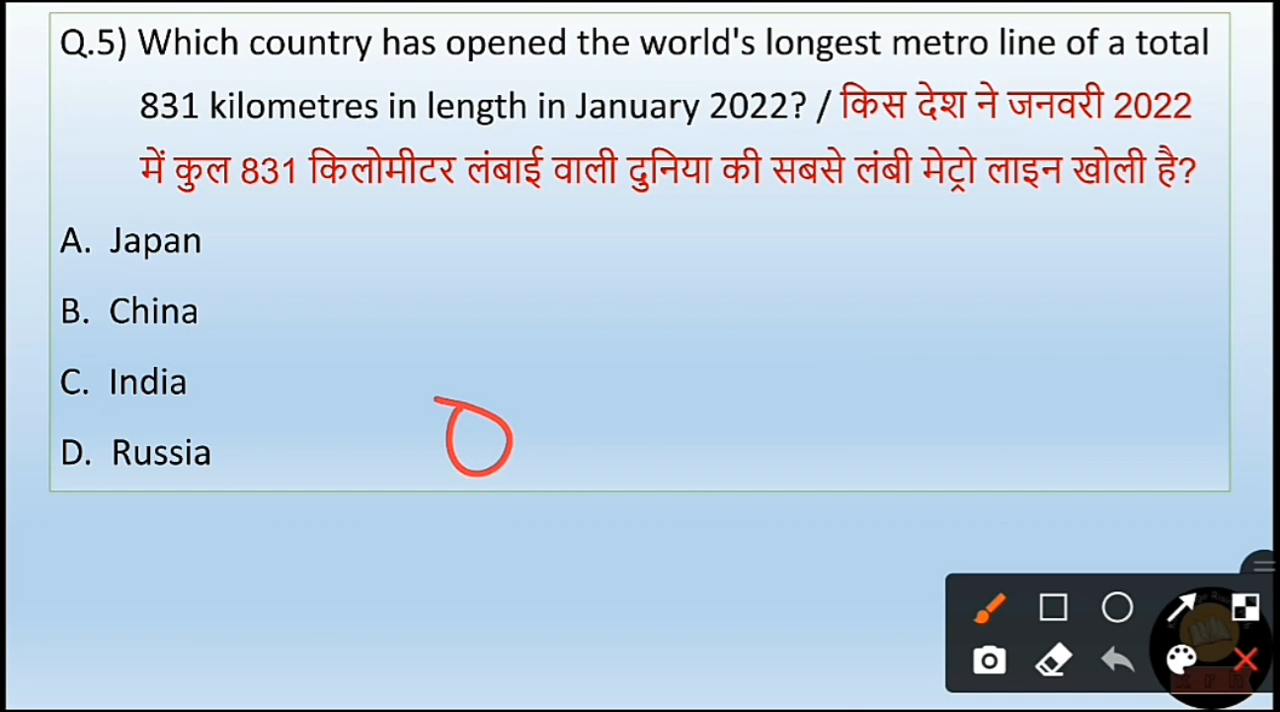 Q.5) Which country has opened the world's longest metro line of a total
831 kilometres in length in January 2022? / किस देश ने जनवरी 2022
में कुल 831 किलोमीटर लंबाई वाली दुनिया की सबसे लंबी मेट्रो लाइन खोली है?
A. Japan
B. China
C. India
D. Russia